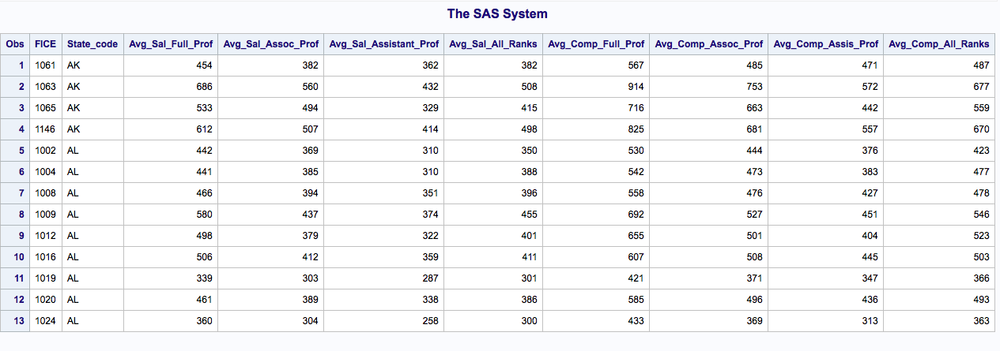 The SAS System
Obs FICE State_code Avg_Sal_Full_Prof Avg_Sal_Assoc_Prof Avg_Sal_Assistant_Prof Avg_Sal_All_Ranks Avg_Comp_Full_Prof Avg_Comp_Assoc_Prof Avg_Comp_Assis_Prof Avg_Comp_All_Ranks
1 1061 AK 454 382 362 382 567 485 471 487
2 1063 AK 686 560 432 508 914 753 572 677
3 1065 AK 533 494 329 415 716 663 442 559
4 1146 AK 612 507 414 498 825 681 557 670
5 1002 AL 442 369 310 350 530 444 376 423
6 1004 AL 441 385 310 388 542 473 383 477
7 1008 AL 466 394 351 396 558 476 427 478
8 1009 AL 580 437 374 455 692 527 451 546
9 1012 AL 498 379 322 401 655 501 404 523
10 1016 AL 506 412 359 411 607 508 445 503
11 1019 AL 339 303 287 301 421 371 347 366
12 1020 AL 461 389 338 386 585 496 436 493
13 1024 AL 360 304 258 300 433 369 313 363